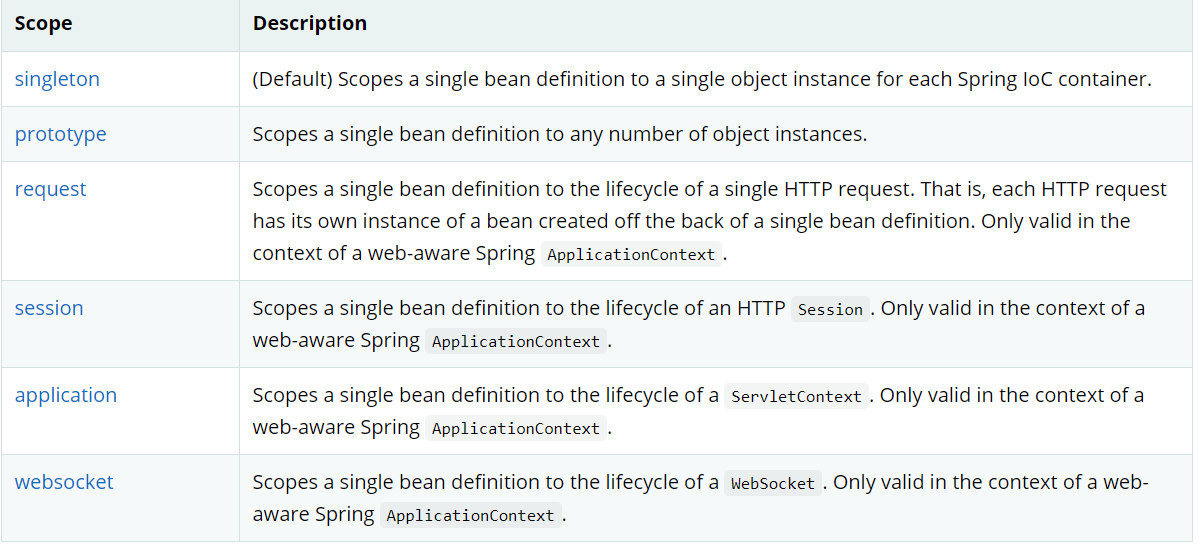 Scope Description
singleton (Default) Scopes a single bean definition to a single object instance for each Spring IoC container.
prototype Scopes a single bean definition to any number of object instances.
request Scopes a single bean definition to the lifecycle of a single HTTP request. That is, each HTTP request
has its own instance of a bean created off the back of a single bean definition. Only valid in the
context of a web-aware Spring ApplicationContext.
session Scopes a single bean definition to the lifecycle of an HTTP Session. Only valid in the context of a
web-aware Spring ApplicationContext.
application Scopes a single bean definition to the lifecycle of a ServletContext. Only valid in the context of a
web-aware Spring ApplicationContext.
websocket Scopes a single bean definition to the lifecycle of a WebSocket. Only valid in the context of a web-
aware Spring ApplicationContext.